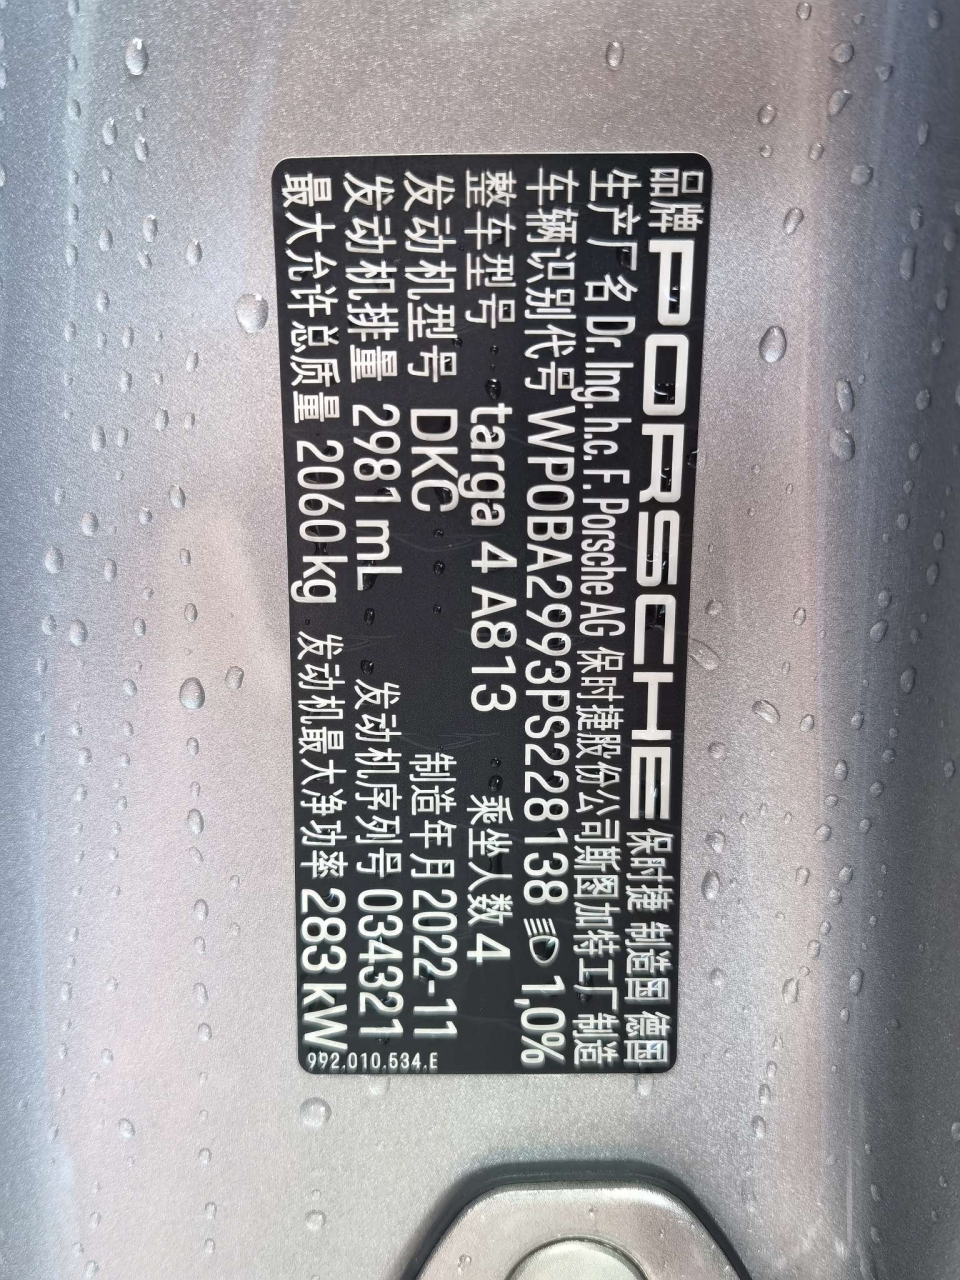 品牌 PORSCHE 保时捷 制造国 德国
生产厂名 Dr. Ing. h.c. F. Porsche AG 保时捷股份公司斯图加特工厂制造
车辆识别代号 WP0BA2993PS228138 1,0%
整车型号 targa 4 A813 乘坐人数 4
发动机型号 DKC 制造年月 2022-11
发动机排量 2981 mL 发动机序列号 034321
最大允许总质量 2060 kg 发动机最大净功率 283 kW
992.010.534.E